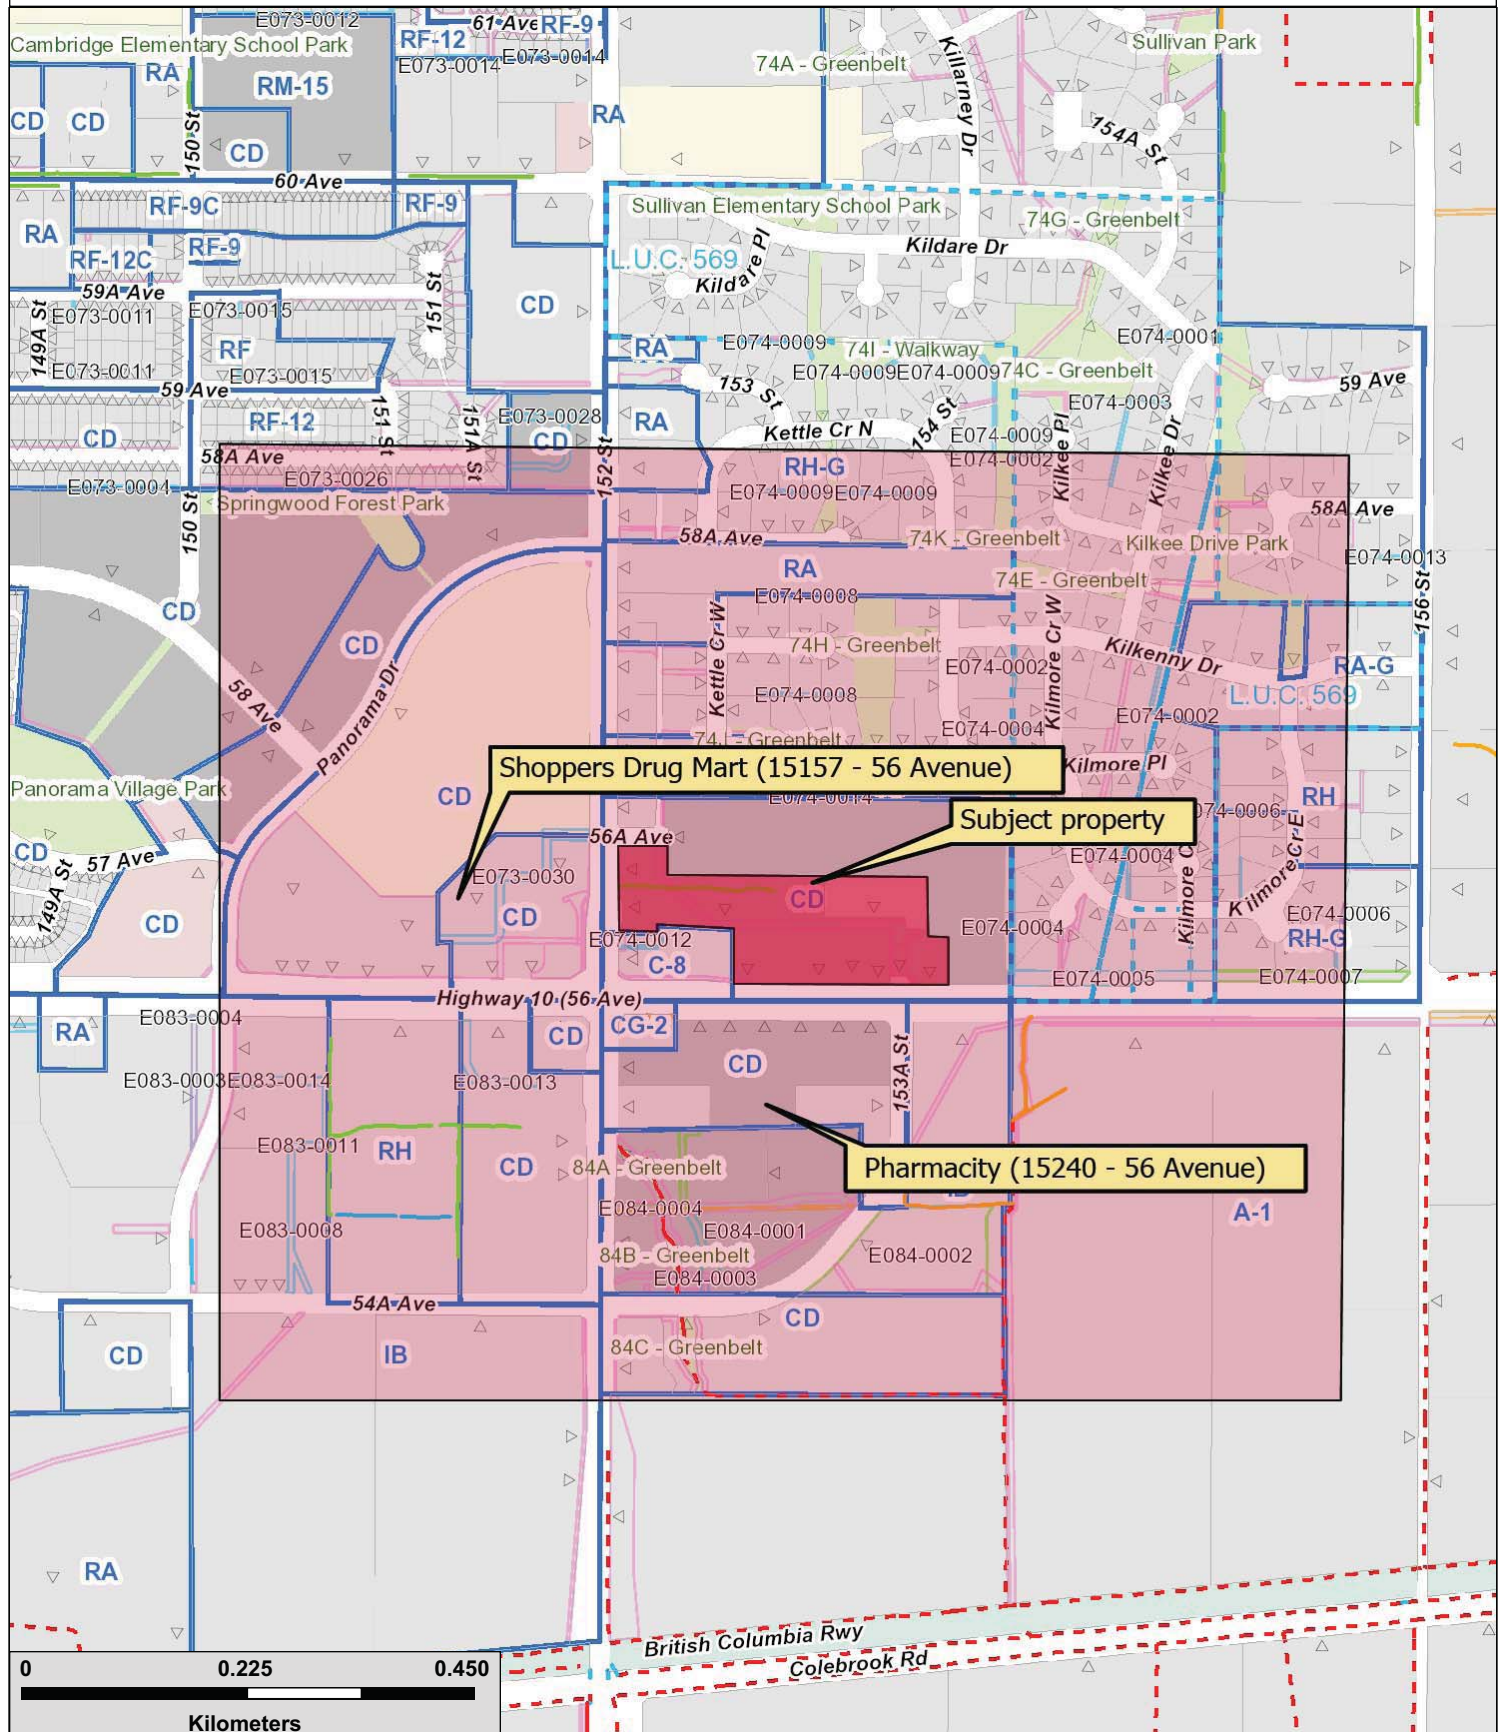 E073-0012
61 Ave
RF-9
Cambridge Elementary School Park
RF-12
E073-0014
E073-0014
74A - Greenbelt
Killarney Dr
Sullivan Park
RA
RM-15
RA
CD
CD
150 St
CD
154A St
60 Ave
RF-9C
RF-9
Sullivan Elementary School Park
74G - Greenbelt
RA
RF-12C
RF-9
L.U.C. 569
Kildare Pl
Kildare Dr
59A Ave
149A St
E073-0011
E073-0015
151 St
CD
RF
RA
E074-0009
74I - Walkway
E074-0001
E073-0011
E073-0015
E074-0009
E074-0009
74C - Greenbelt
59 Ave
153 St
59 Ave
RF-12
151 St
151A St
E073-0028
RA
E074-0003
CD
CD
Kettle Cr N
154 St
E074-0009
Kilkee Pl
Kilkee Dr
58A Ave
152 St
RH-G
E074-0002
E073-0004
E073-0026
E074-0009
E074-0009
Springwood Forest Park
58A Ave
150 St
58A Ave
74K - Greenbelt
Kilkee Drive Park
E074-0013
RA
74E - Greenbelt
156 St
CD
E074-0008
CD
Kettle Cr W
74H - Greenbelt
Kilmore Cr W
Kilkenny Dr
E074-0002
RA-G
58 Ave
E074-0008
L.U.C. 569
E074-0002
Panorama Dr
74J - Greenbelt
E074-0004
Shoppers Drug Mart (15157 - 56 Avenue)
Kilmore Pl
Panorama Village Park
CD
E074-0014
RH
Subject property
74-0006
56A Ave
CD
57 Ave
E074-0004
Kilmore Cr E
149A St
E073-0030
CD
Kilmore C
CD
CD
E074-0012
E074-0004
E074-0006
C-8
RH-G
E074-0005
E074-0007
Highway 10 (56 Ave)
RA
E083-0004
CD
CG-2
CD
153A St
E083-0003
E083-0014
E083-0013
E083-0011
RH
CD
84A - Greenbelt
Pharmacity (15240 - 56 Avenue)
E084-0004
A-1
E083-0008
E084-0001
84B - Greenbelt
E084-0002
E084-0003
54A Ave
CD
CD
IB
84C - Greenbelt
RA
British Columbia Rwy
Colebrook Rd
0 0.225 0.450
Kilometers